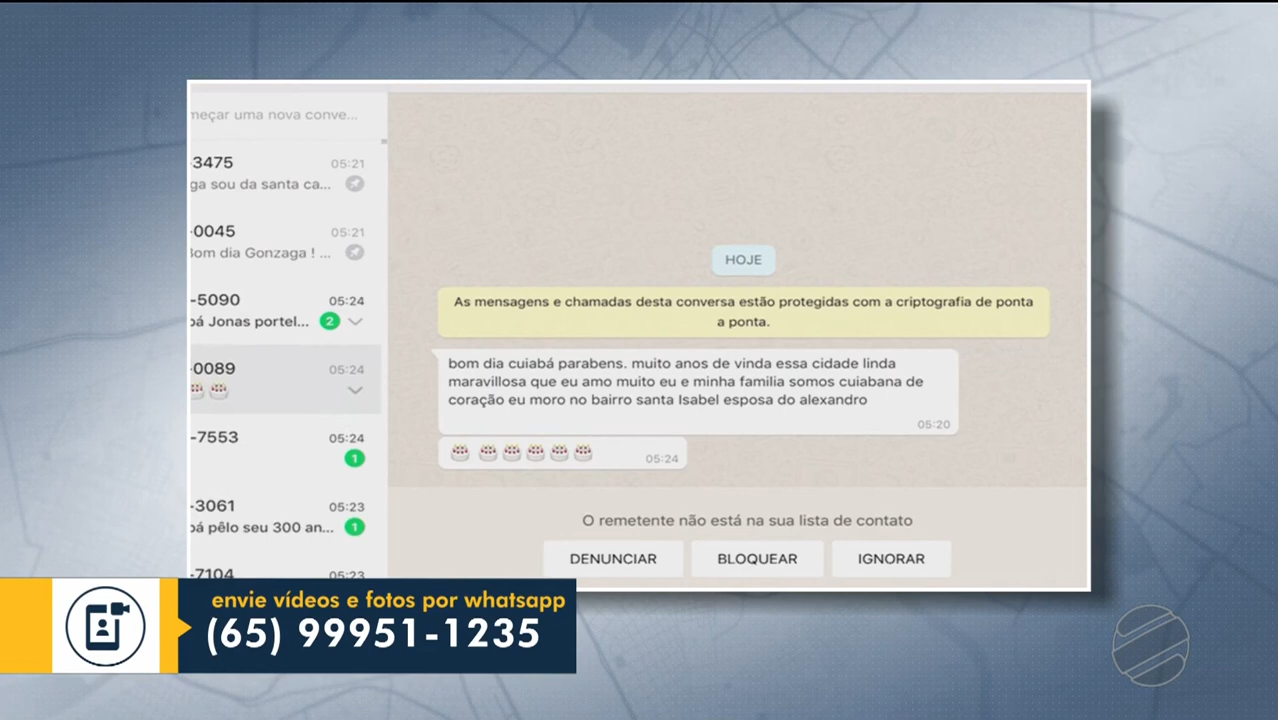 meçar uma nova conve...
-3475 05:21
ga sou da santa ca...
-0045 05:21
Bom dia Gonzaga ! ...
-5090 05:24
bá Jonas portel... 2
-0089 05:24
-7553 05:24
1
-3061 05:23
bá pêlo seu 300 an... 1
-7104 05:23
HOJE
As mensagens e chamadas desta conversa estão protegidas com a criptografia de ponta
a ponta.
bom dia cuiabá parabens. muito anos de vinda essa cidade linda
maravillosa que eu amo muito eu e minha familia somos cuiabana de
coração eu moro no bairro santa Isabel esposa do alexandro
05:20
05:24
O remetente não está na sua lista de contato
DENUNCIAR BLOQUEAR IGNORAR
envie vídeos e fotos por whatsapp
(65) 99951-1235